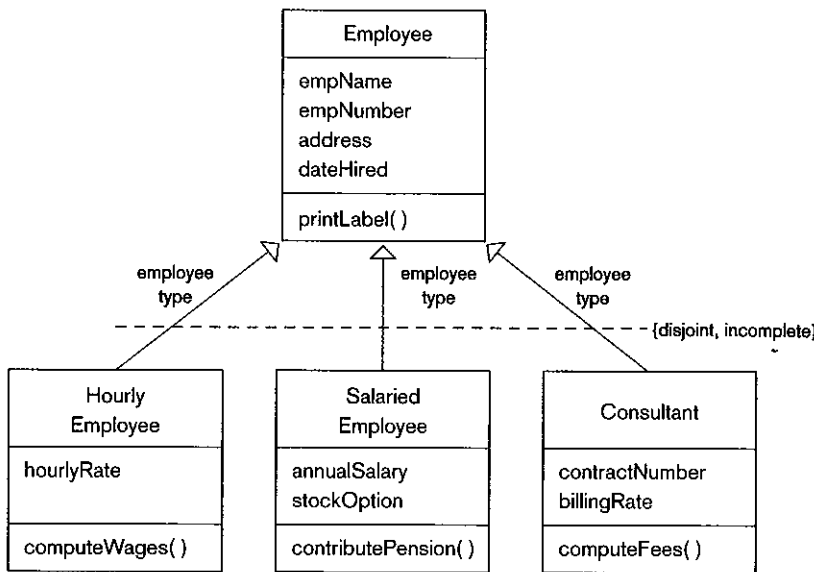 Employee
empName
empNumber
address
dateHired
printLabel( )
employee
type
employee
type
employee
type
{disjoint, incomplete}
Hourly
Employee
hourlyRate
computeWages( )
Salaried
Employee
annualSalary
stockOption
contributePension( )
Consultant
contractNumber
billingRate
computeFees( )